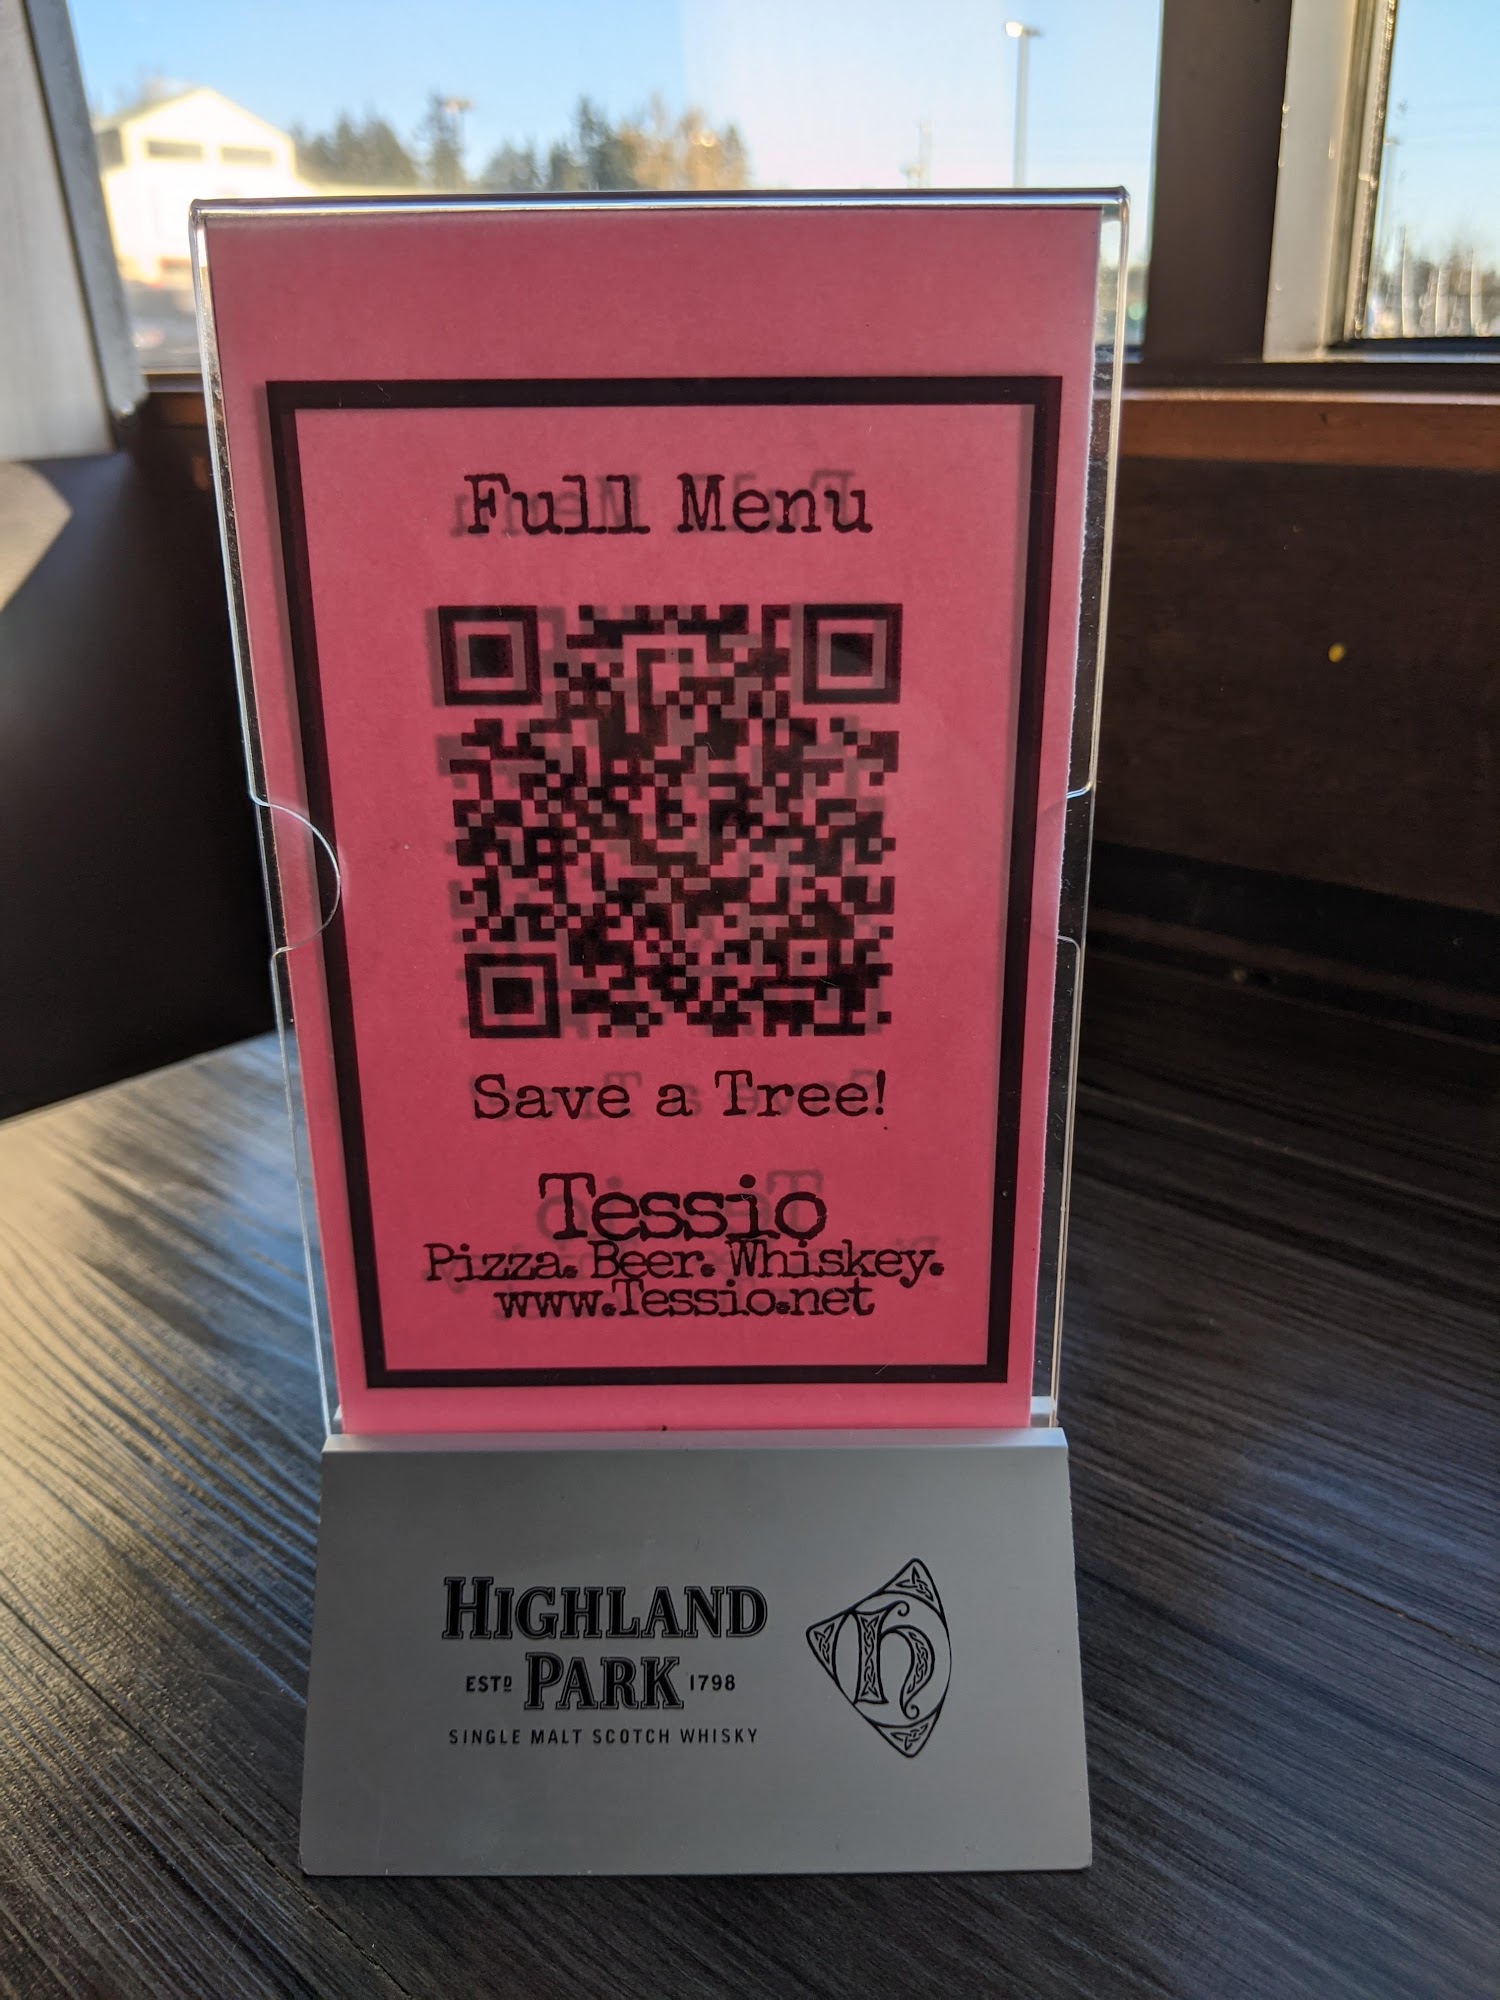 Full Menu
Save a Tree!
Tessio
Pizza. Beer. Whiskey.
www.Tessio.net
HIGHLAND
ESTD PARK 1798
SINGLE MALT SCOTCH WHISKY
h